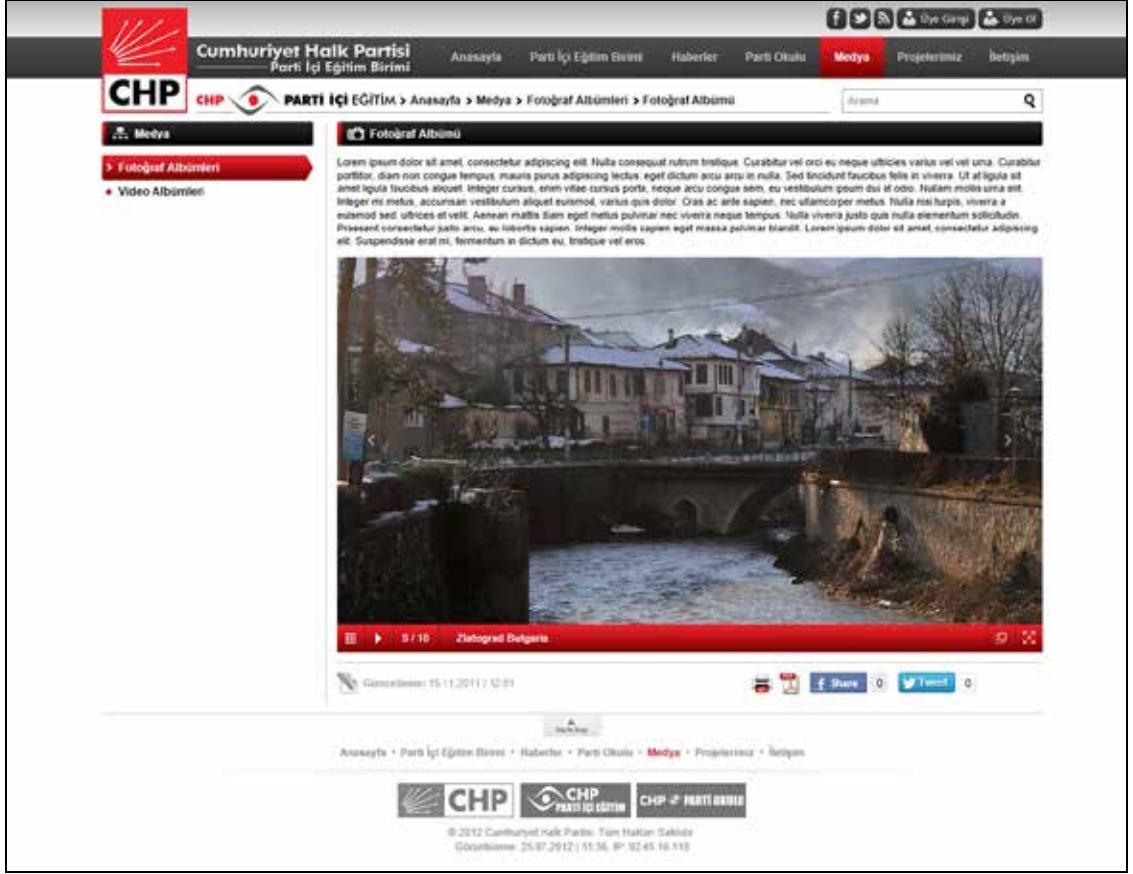 Üye Girişi Üye Ol
Cumhuriyet Halk Partisi
Parti İçi Eğitim Birimi
Anasayfa Parti İçi Eğitim Birimi Haberler Parti Okulu Medya Projelerimiz İletişim
CHP
CHP PARTİ İÇİ EĞİTİM > Anasayfa > Medya > Fotoğraf Albümleri > Fotoğraf Albümü
Arama
Medya
Fotoğraf Albümü
> Fotoğraf Albümleri
• Video Albümleri
Lorem ipsum dolor sit amet, consectetur adipiscing elit. Nulla consequat rutrum tristique. Curabitur vel orci eu neque ultricies varius vel vel urna. Curabitur
porttitor, diam non congue tempus, mauris purus adipiscing lectus, eget dictum arcu arcu in nulla. Sed tincidunt faucibus felis in viverra. Ut at ligula sit
amet ligula faucibus aliquet. Integer cursus, enim vitae cursus porta, neque arcu congue sem, eu vestibulum ipsum dui at odio. Nullam mollis urna elit.
Integer mi metus, accumsan vestibulum aliquet euismod, varius quis dolor. Cras ac ante sapien, nec ullamcorper metus. Nulla nisi turpis, viverra a
euismod sed, ultrices et velit. Aenean mattis diam eget metus pulvinar nec viverra neque tempus. Nulla viverra justo quis nulla elementum sollicitudin.
Praesent consectetur justo arcu, eu lobortis sapien. Integer mollis sapien eget massa pulvinar blandit. Lorem ipsum dolor sit amet, consectetur adipiscing
elit. Suspendisse erat mi, fermentum in dictum eu, tristique vel eros.
Zlatograd Bulgaria
Share 0 Tweet 0
Anasayfa • Parti İçi Eğitim Birimi • Haberler • Parti Okulu • Medya • Projelerimiz • İletişim
CHP CHP PARTİ İÇİ EĞİTİM CHP PARTİ OKULU
© 2012 Cumhuriyet Halk Partisi. Tüm Hakları Saklıdır